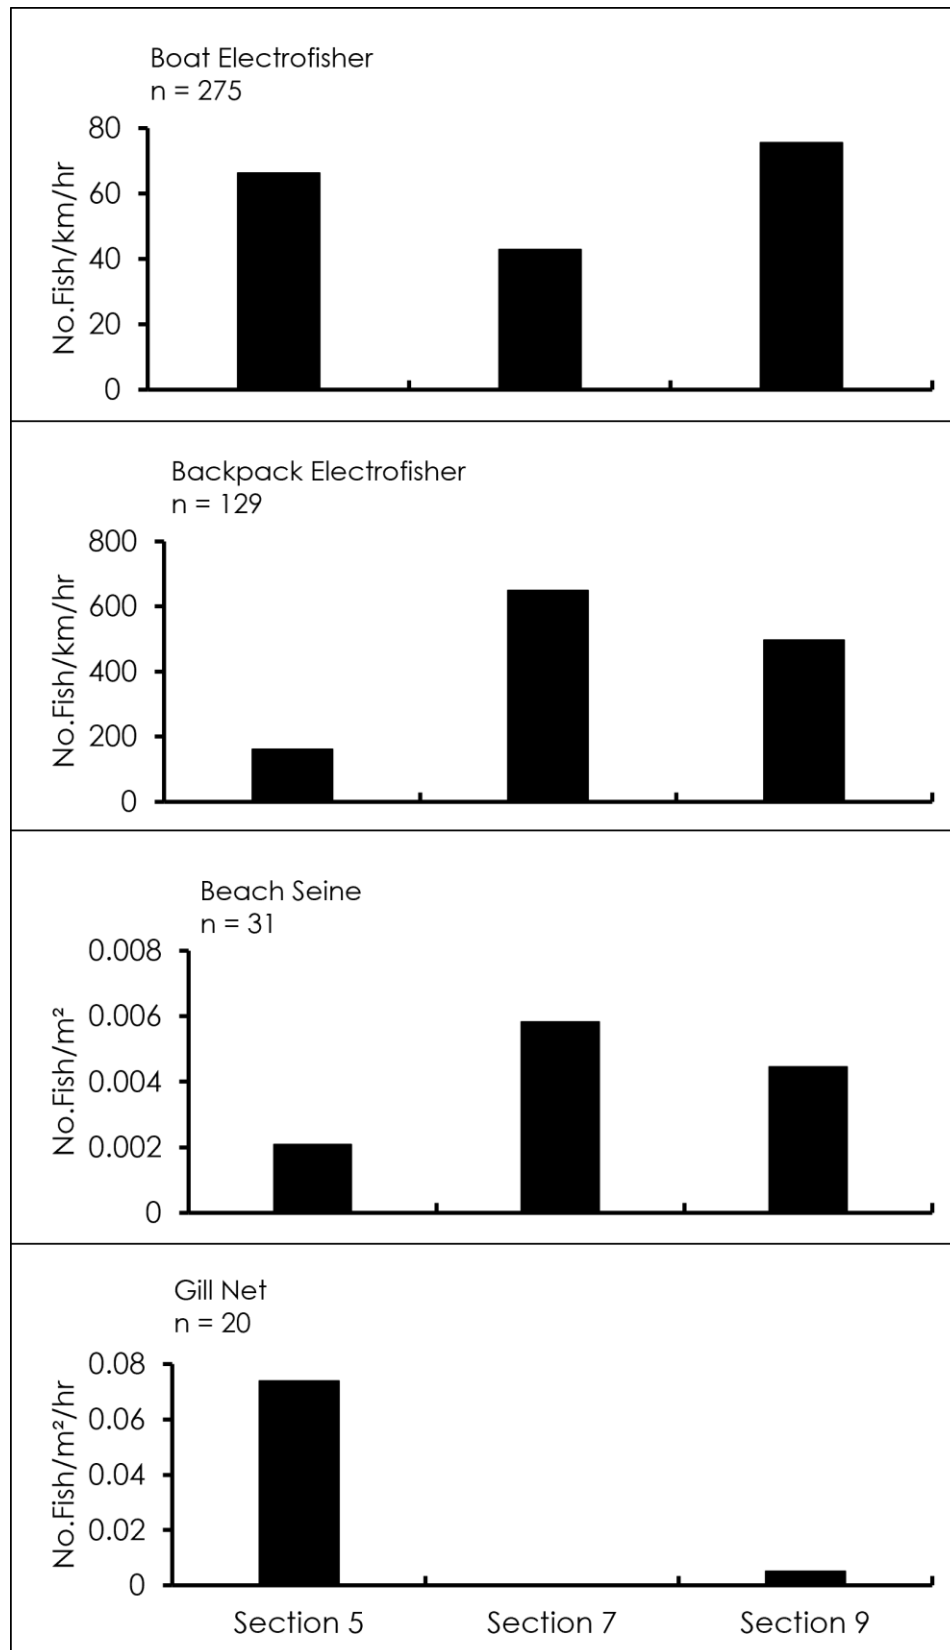 Boat Electrofisher
n = 275
No.Fish/km/hr
80
60
40
20
0
Backpack Electrofisher
n = 129
No.Fish/km/hr
800
600
400
200
0
Beach Seine
n = 31
No.Fish/m²
0.008
0.006
0.004
0.002
0
Gill Net
n = 20
No.Fish/m²/hr
0.08
0.06
0.04
0.02
0
Section 5 Section 7 Section 9